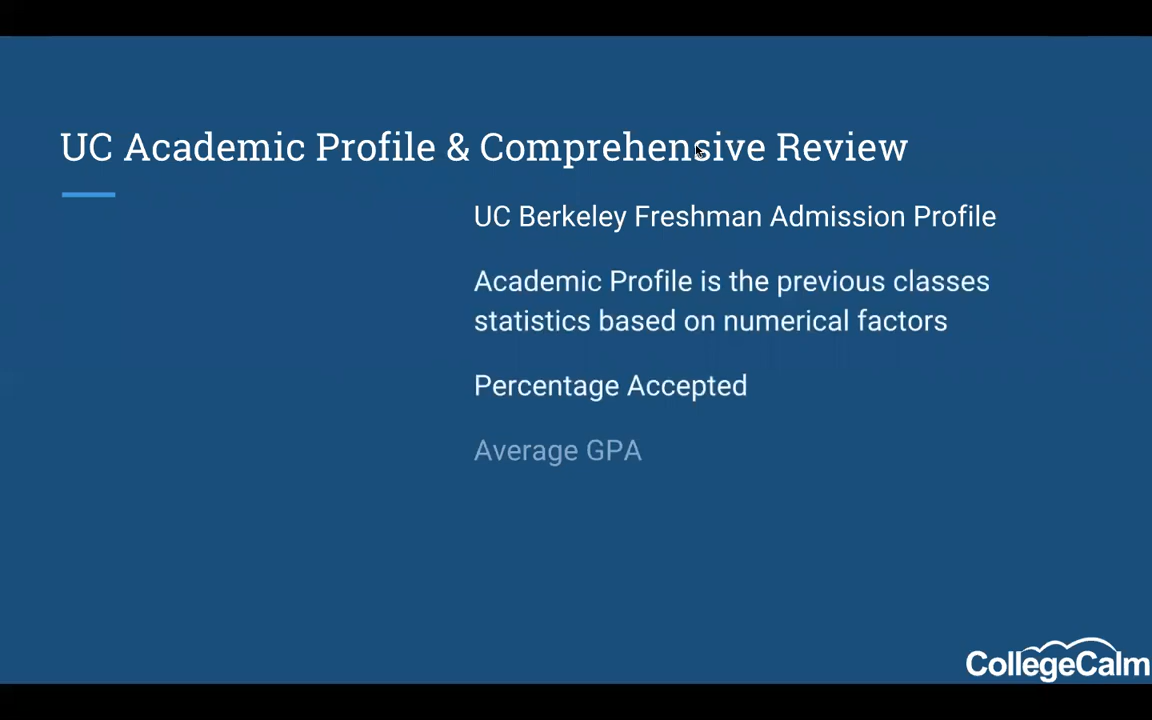 UC Academic Profile & Comprehensive Review
UC Berkeley Freshman Admission Profile
Academic Profile is the previous classes
statistics based on numerical factors
Percentage Accepted
Average GPA
CollegeCalm